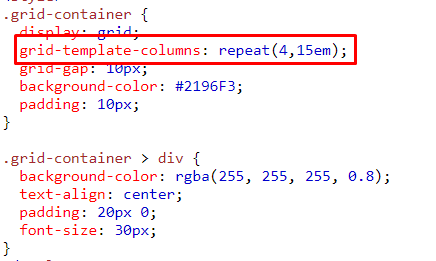 .grid-container {
display: grid;
grid-template-columns: repeat(4,15em);
grid-gap: 10px;
background-color: #2196F3;
padding: 10px;
}
.grid-container > div {
background-color: rgba(255, 255, 255, 0.8);
text-align: center;
padding: 20px 0;
font-size: 30px;
}